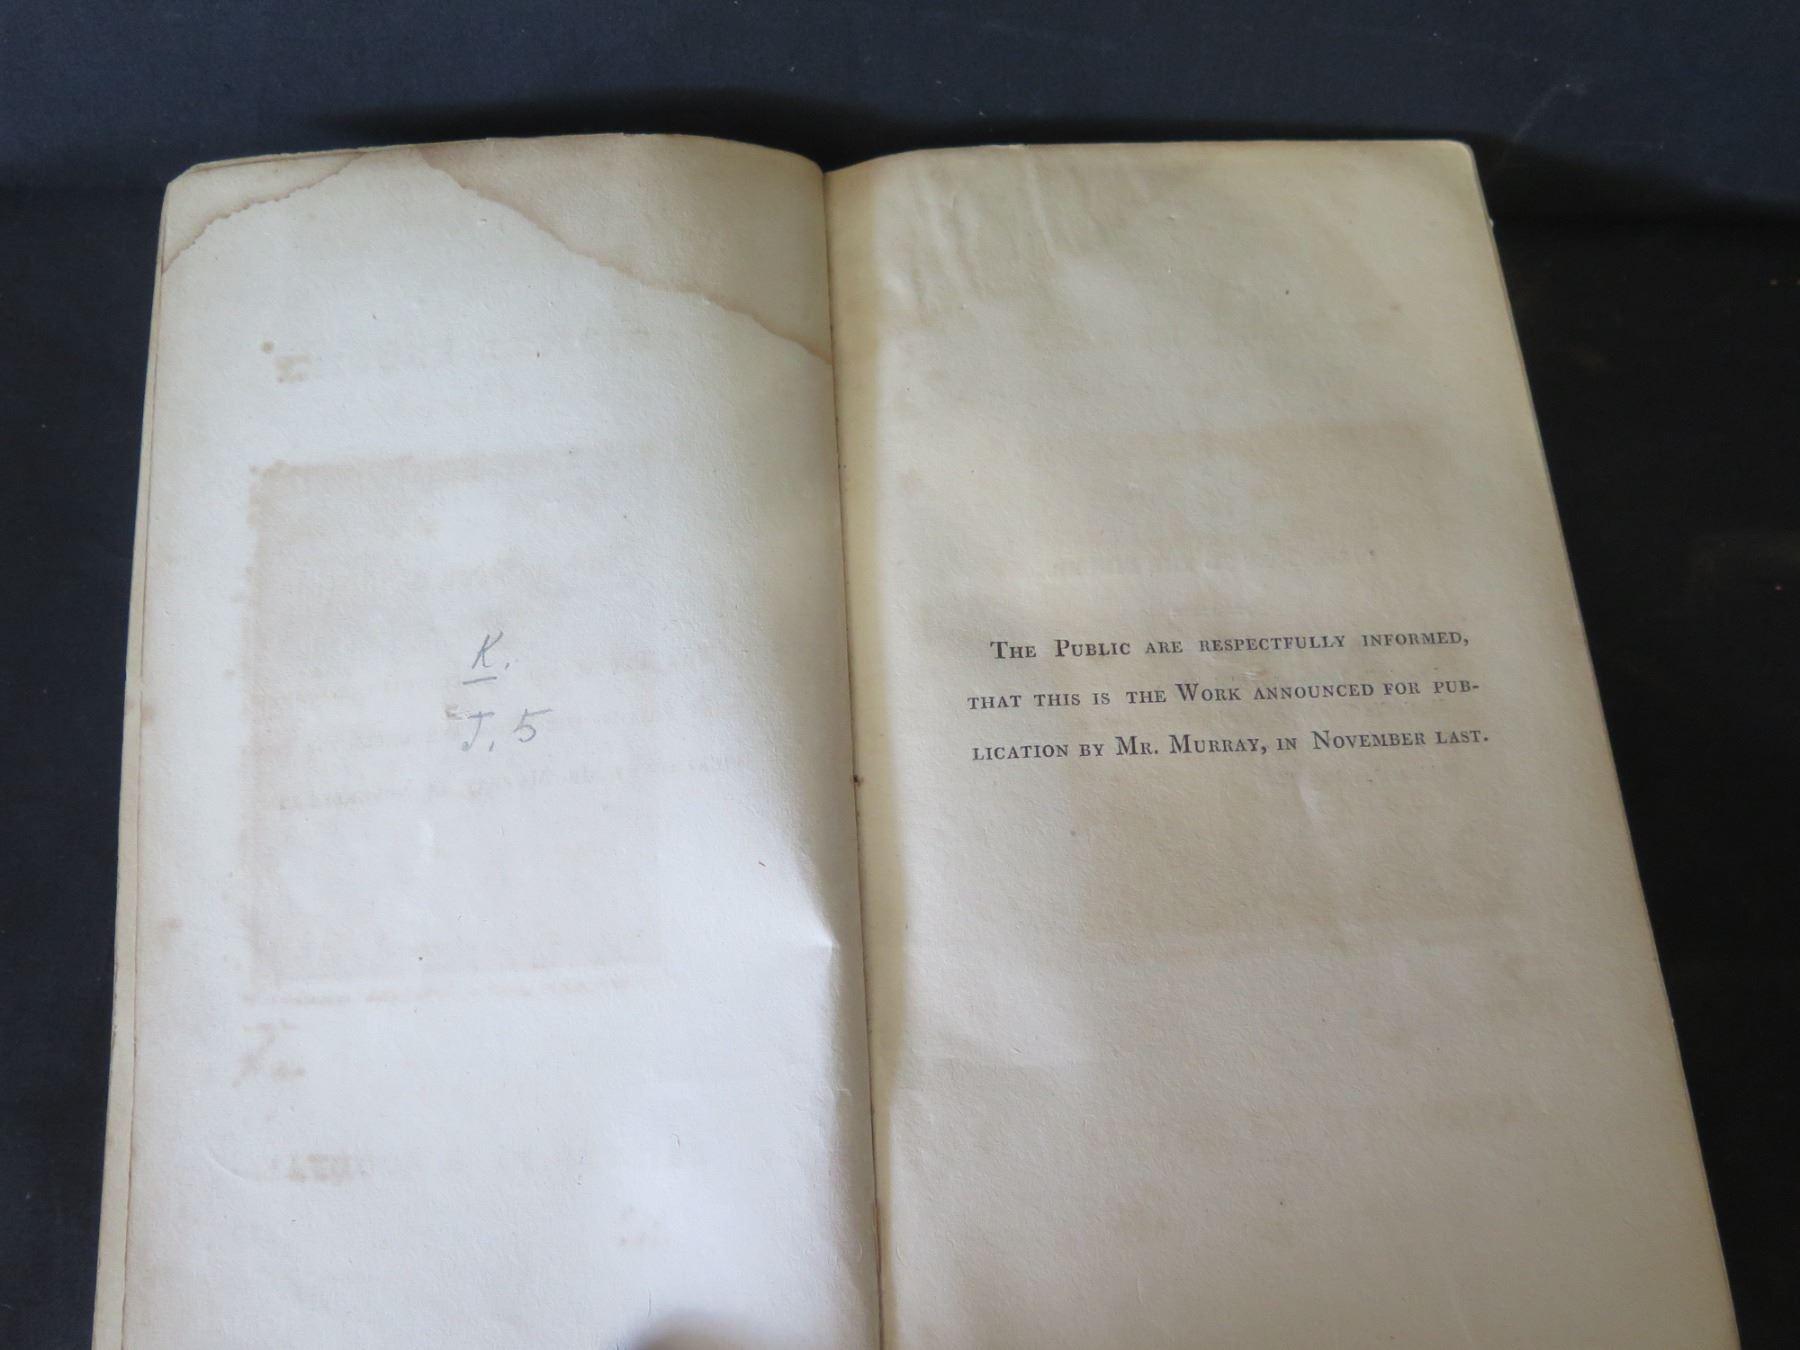 K.
J. 5
THE PUBLIC ARE RESPECTFULLY INFORMED,
THAT THIS IS THE WORK ANNOUNCED FOR PUB-
LICATION BY MR. MURRAY, IN NOVEMBER LAST.